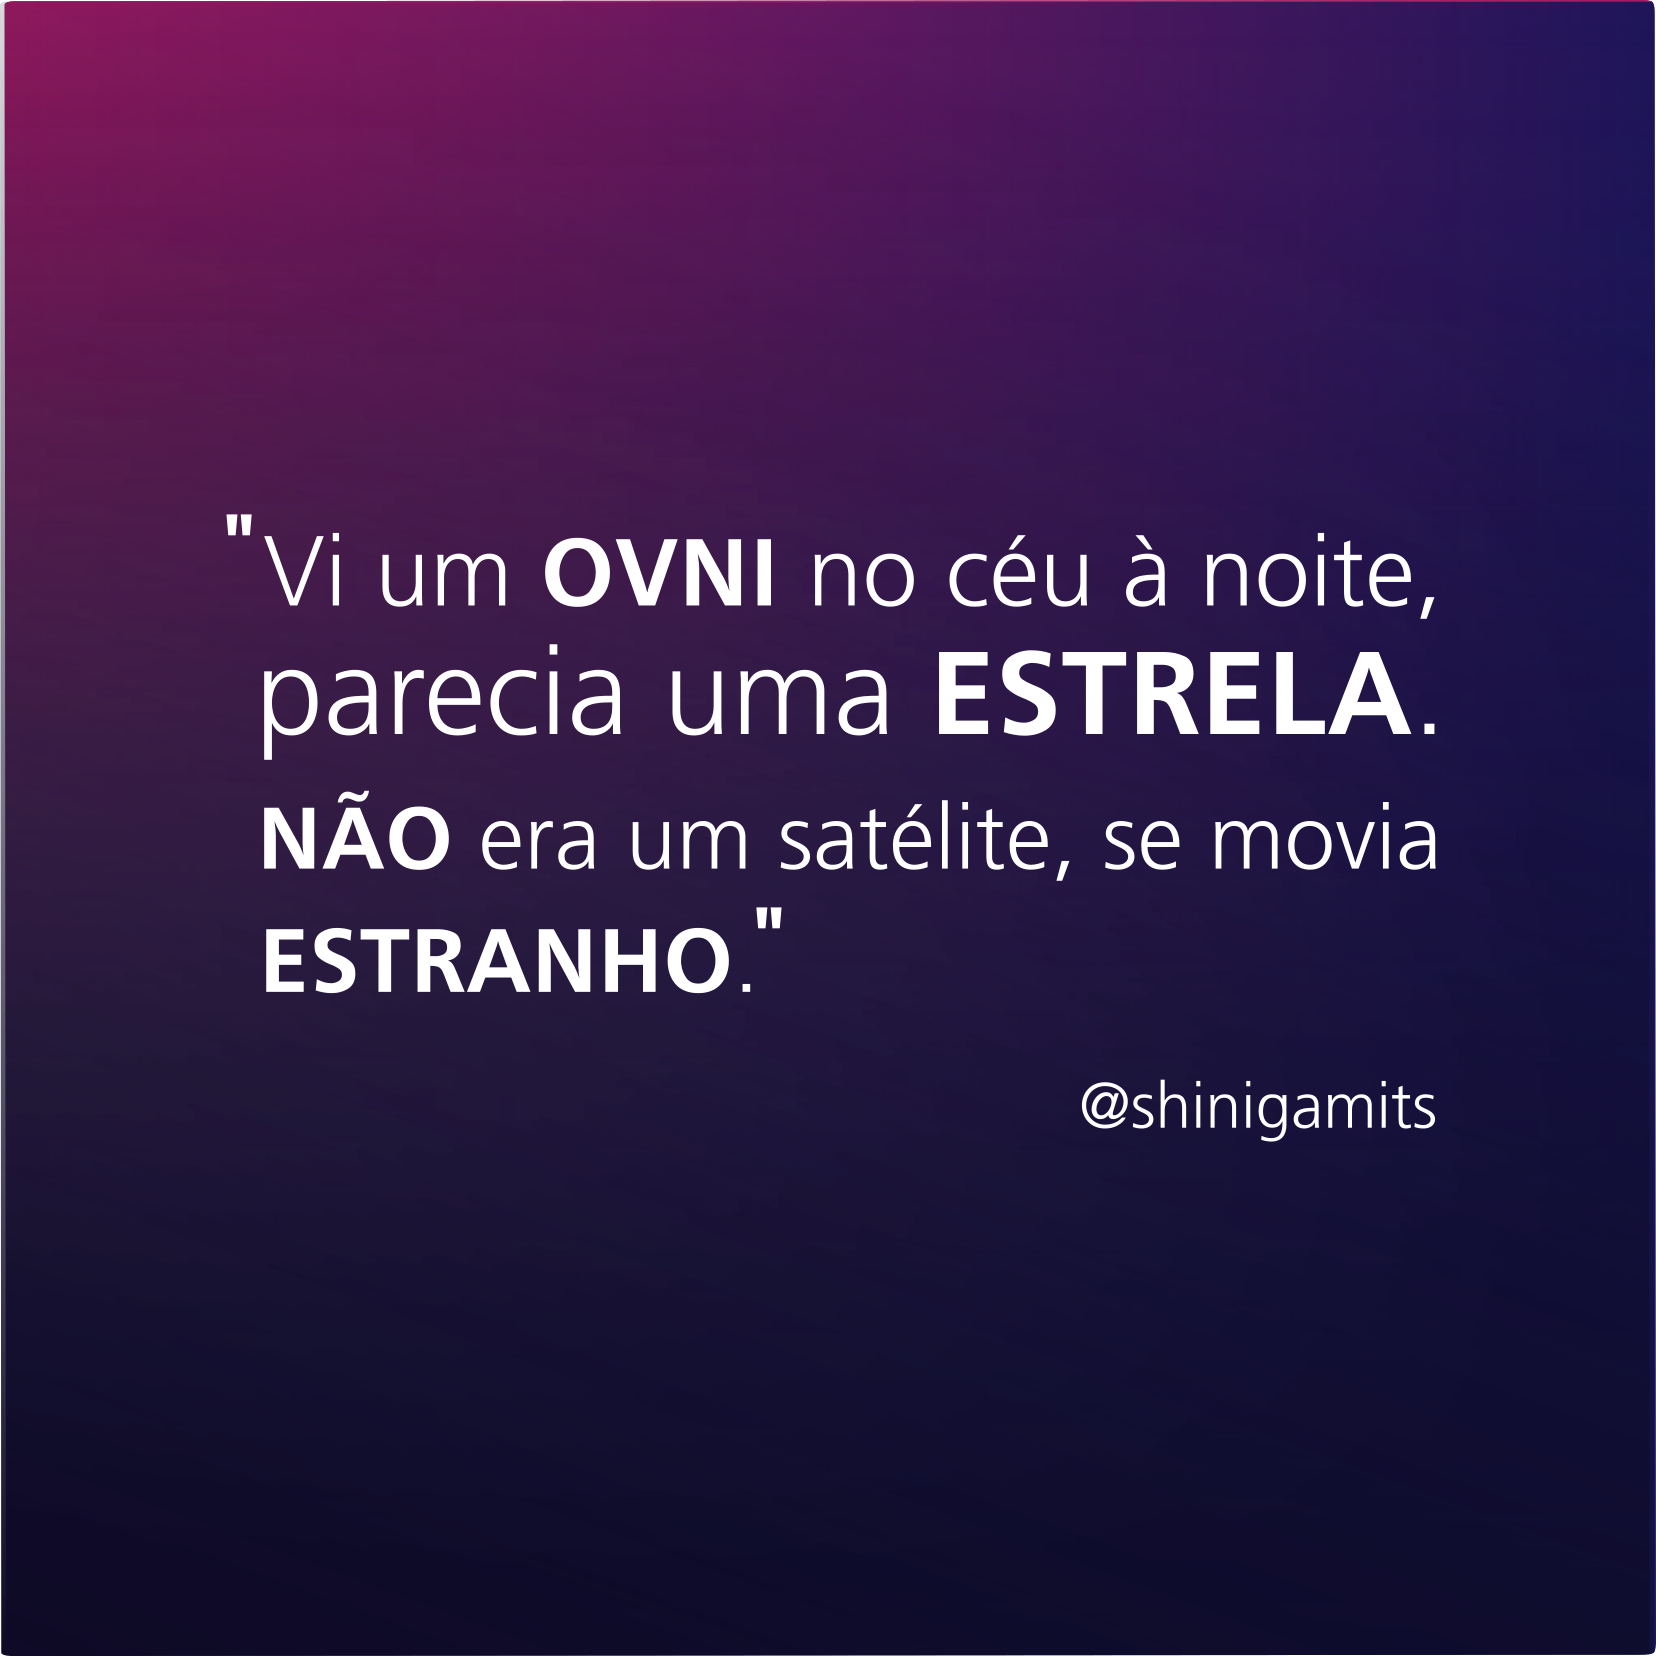 "Vi um OVNI no céu à noite,
parecia uma ESTRELA.
NÃO era um satélite, se movia
ESTRANHO."
@shinigamits